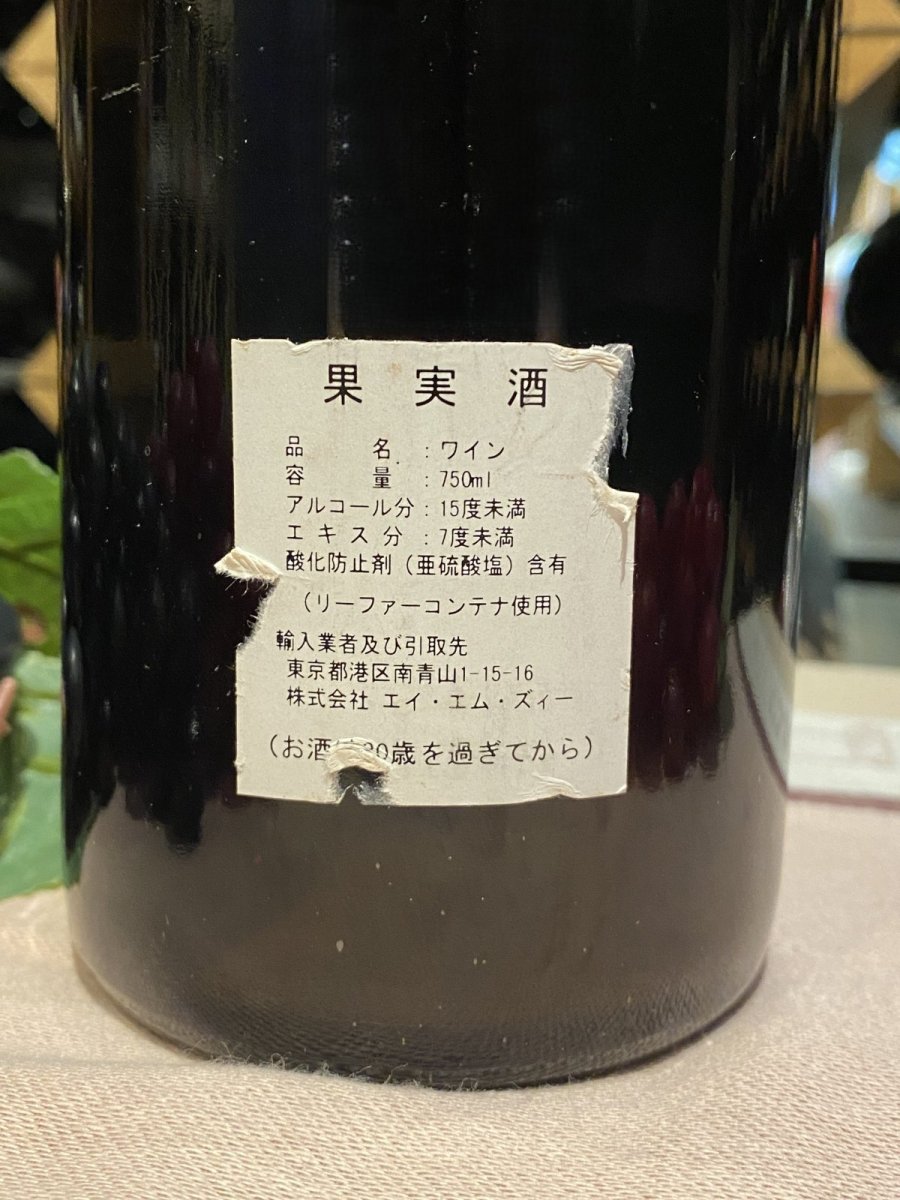 果実酒
品名：ワイン
容量：750ml
アルコール分：15度未満
エキス分：7度未満
酸化防止剤（亜硫酸塩）含有
（リーファーコンテナ使用）
輸入業者及び引取先
東京都港区南青山1-15-16
株式会社 エイ・エム・ズィー
（お酒 20歳を過ぎてから）